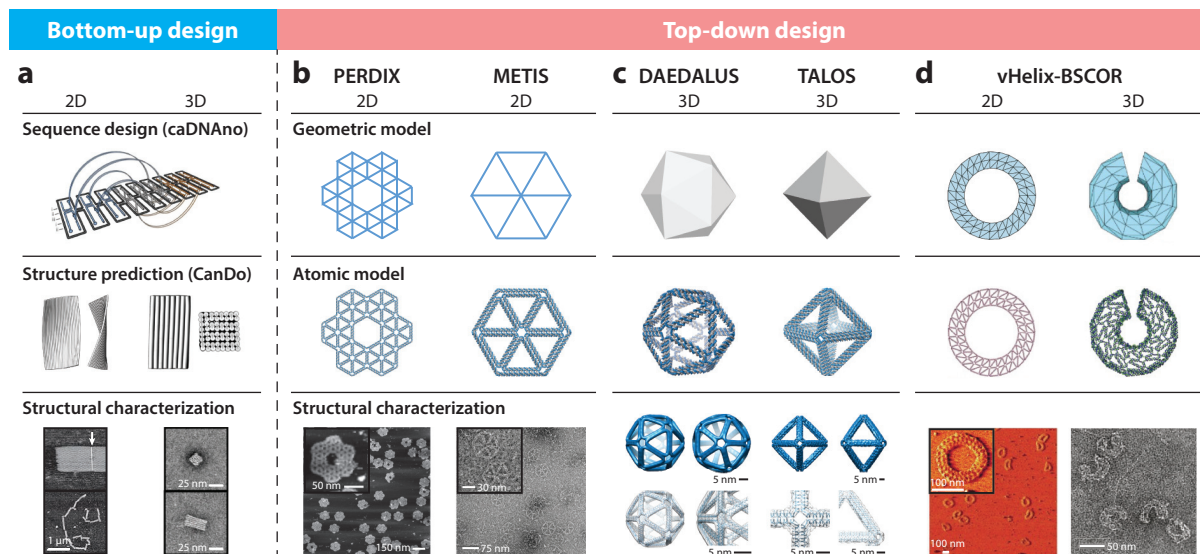 Bottom-up design
Top-down design
a
b
PERDIX
METIS
c
DAEDALUS
TALOS
d
vHelix-BSCOR
2D
3D
2D
2D
3D
3D
2D
3D
Sequence design (caDNAno)
Geometric model
Structure prediction (CanDo)
Atomic model
Structural characterization
Structural characterization
25 nm
1 µm
25 nm
50 nm
150 nm
30 nm
75 nm
5 nm
5 nm
5 nm
5 nm
100 nm
100 nm
50 nm